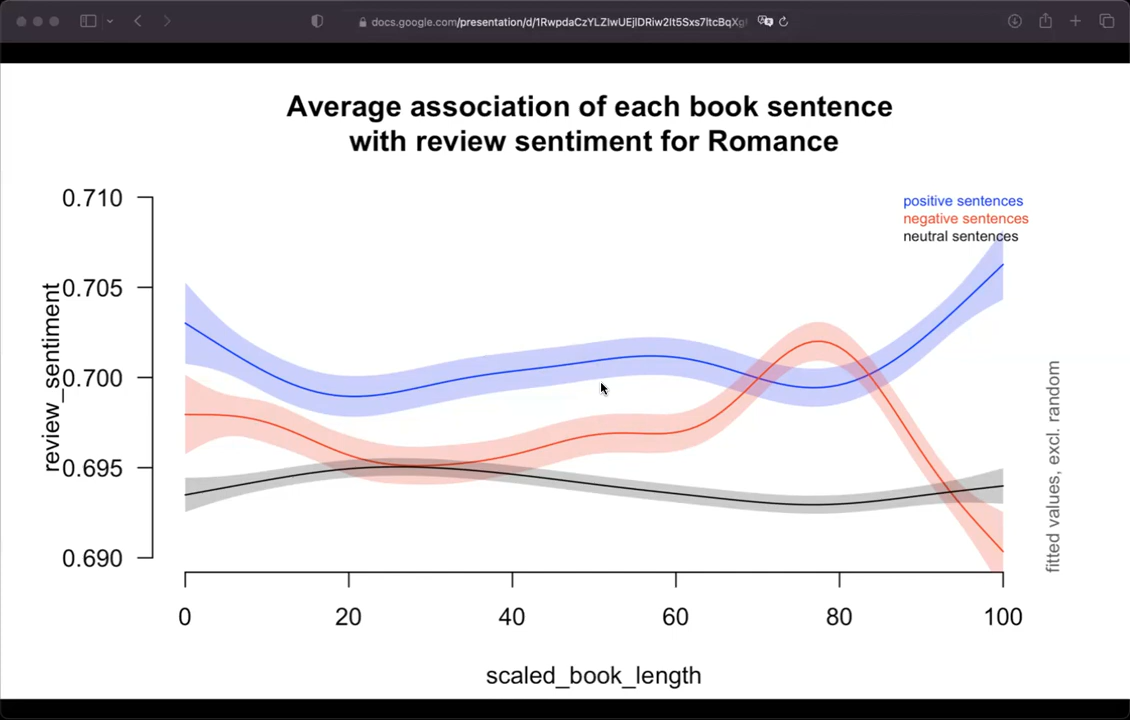 docs.google.com/presentation/d/1RwpdaCzYLZlwUEjlDRiw2It5Sxs7ltcBqXg
Average association of each book sentence
with review sentiment for Romance
positive sentences
negative sentences
neutral sentences
0.710
0.705
0.700
0.695
0.690
review_sentiment
fitted values, excl. random
0 20 40 60 80 100
scaled_book_length